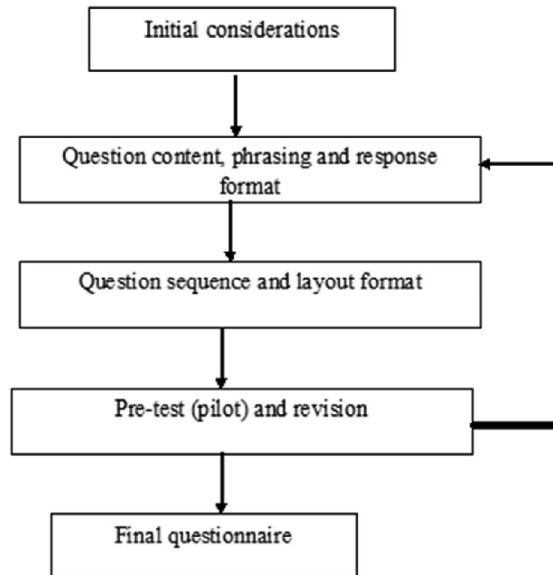 Initial considerations
Question content, phrasing and response
format
Question sequence and layout format
Pre-test (pilot) and revision
Final questionnaire